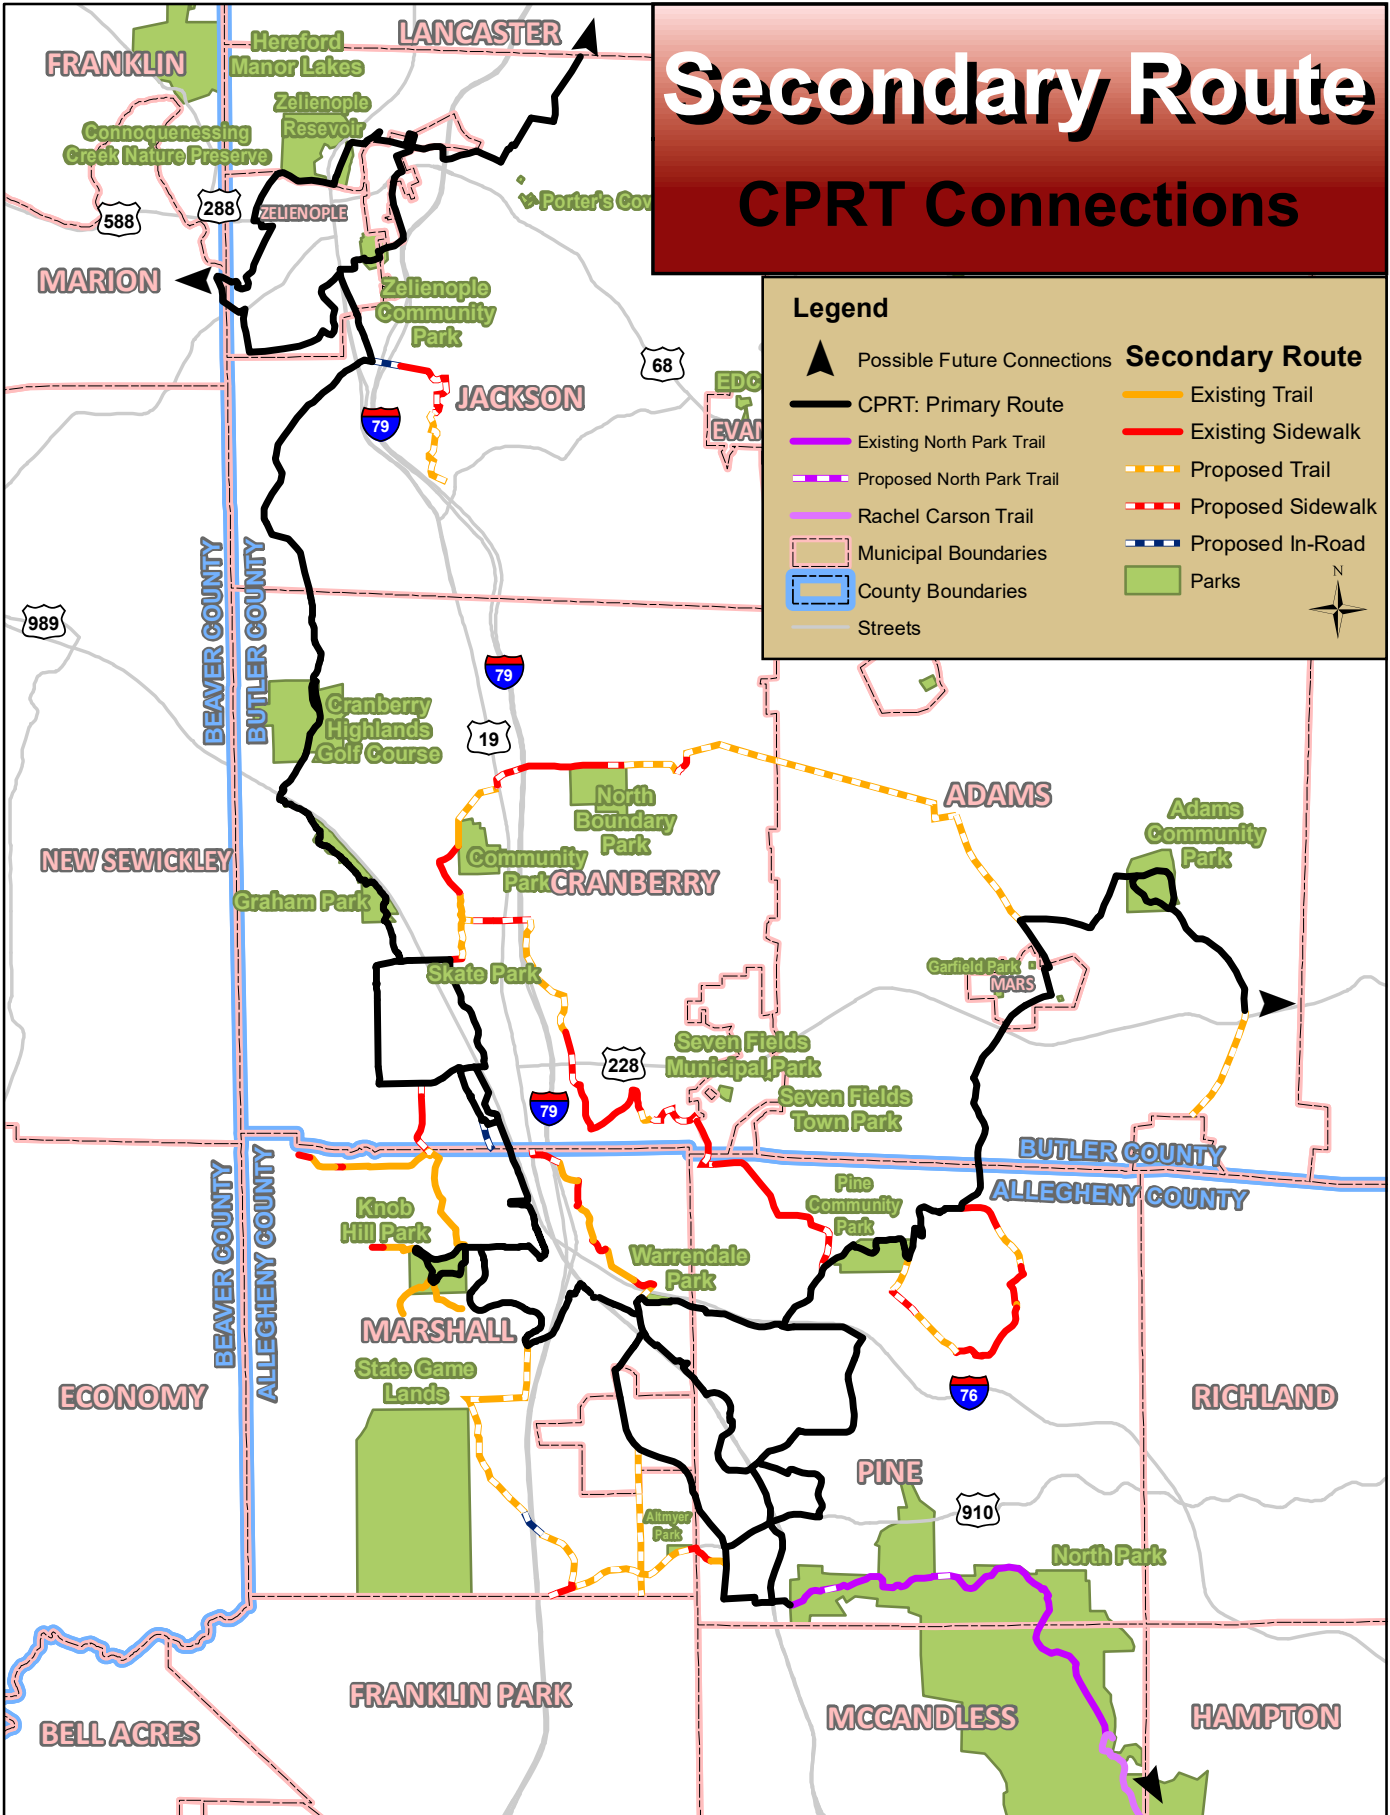 Secondary Route
CPRT Connections
Legend
Possible Future Connections
CPRT: Primary Route
Existing North Park Trail
Proposed North Park Trail
Rachel Carson Trail
Municipal Boundaries
County Boundaries
Streets
Secondary Route
Existing Trail
Existing Sidewalk
Proposed Trail
Proposed Sidewalk
Proposed In-Road
Parks
N
LANCASTER
FRANKLIN
Hereford
Manor Lakes
Zelienople
Resevoir
Connoquenessing
Creek Nature Preserve
588
288
ZELIENOPLE
Porter's Cov
MARION
Zelienople
Community
Park
68
EDC
EVAN
JACKSON
79
BEAVER COUNTY
BUTLER COUNTY
989
79
19
Cranberry
Highlands
Golf Course
North
Boundary
Park
ADAMS
Adams
Community
Park
NEW SEWICKLEY
Community
Park
CRANBERRY
Graham Park
Skate Park
Garfield Park
MARS
Seven Fields
Municipal Park
228
79
Seven Fields
Town Park
BUTLER COUNTY
ALLEGHENY COUNTY
BEAVER COUNTY
ALLEGHENY COUNTY
Knob
Hill Park
Pine
Community
Park
Warrendale
Park
MARSHALL
State Game
Lands
76
ECONOMY
RICHLAND
PINE
910
Altmyer
Park
North Park
FRANKLIN PARK
MCCANDLESS
HAMPTON
BELL ACRES